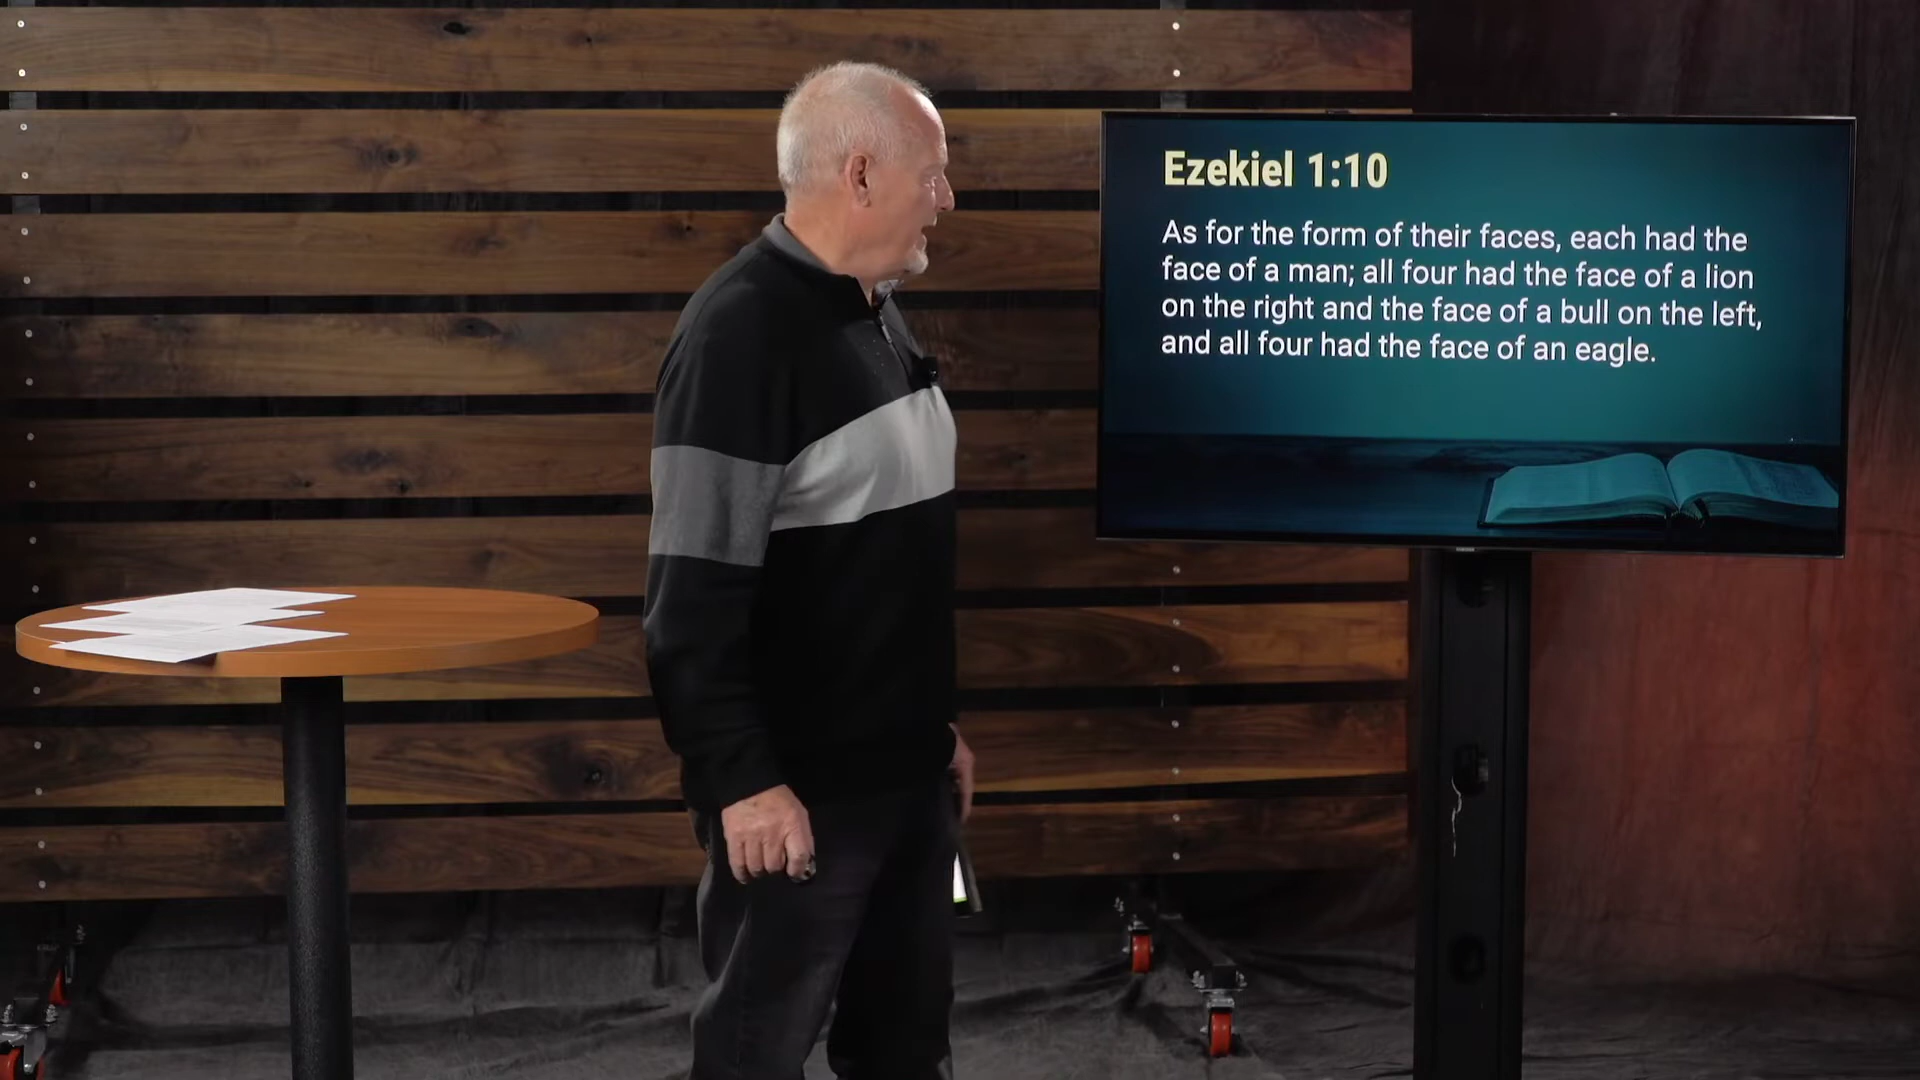 Ezekiel 1:10
As for the form of their faces, each had the
face of a man; all four had the face of a lion
on the right and the face of a bull on the left,
and all four had the face of an eagle.